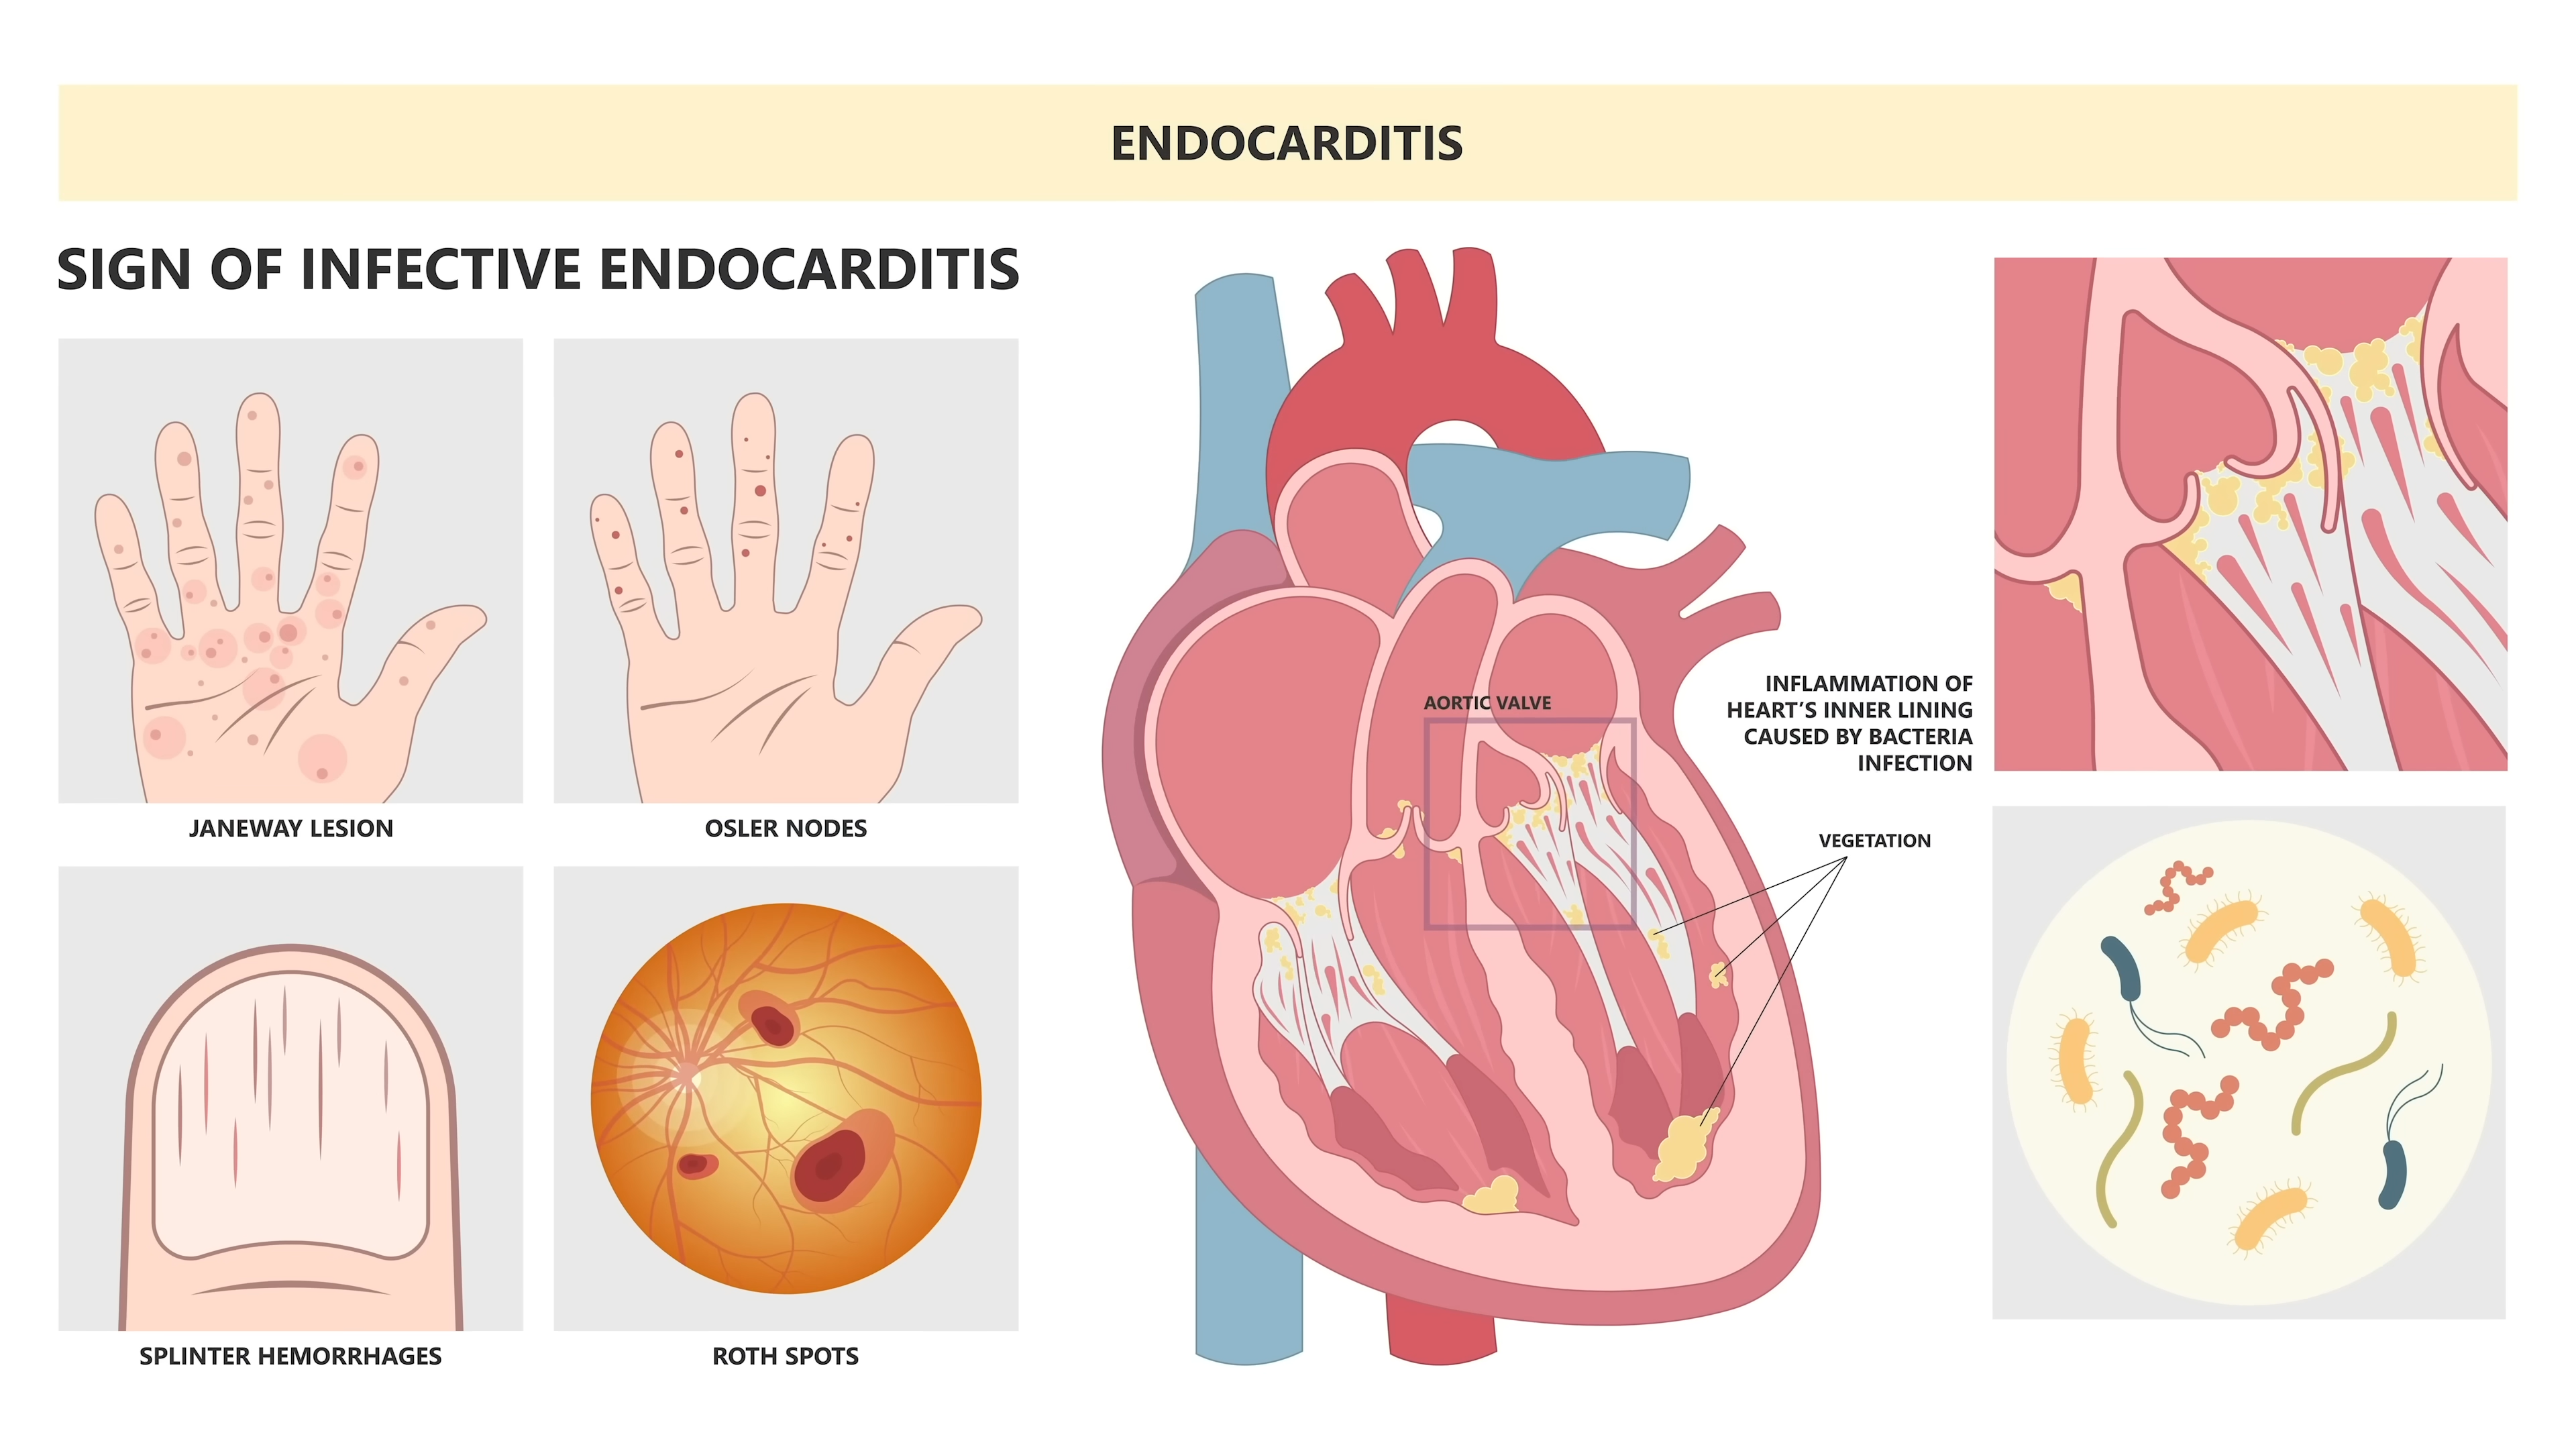 ENDOCARDITIS
SIGN OF INFECTIVE ENDOCARDITIS
JANEWAY LESION
OSLER NODES
SPLINTER HEMORRHAGES
ROTH SPOTS
AORTIC VALVE
INFLAMMATION OF
HEART’S INNER LINING
CAUSED BY BACTERIA
INFECTION
VEGETATION